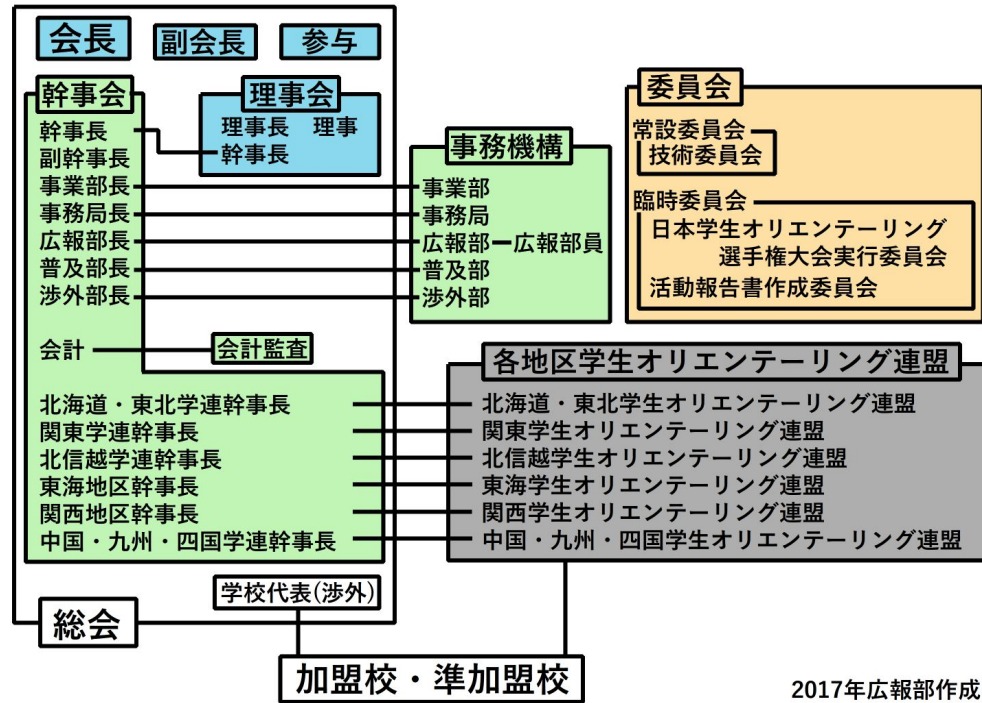 会長
副会長
参与
幹事会
幹事長
副幹事長
事業部長
事務局長
広報部長
普及部長
渉外部長
会計
会計監査
北海道・東北学連幹事長
関東学連幹事長
北信越学連幹事長
東海地区幹事長
関西地区幹事長
中国・九州・四国学連幹事長
理事会
理事長 理事
幹事長
事務機構
事業部
事務局
広報部 広報部員
普及部
渉外部
委員会
常設委員会
技術委員会
臨時委員会
日本学生オリエンテーリング
選手権大会実行委員会
活動報告書作成委員会
各地区学生オリエンテーリング連盟
北海道・東北学生オリエンテーリング連盟
関東学生オリエンテーリング連盟
北信越学生オリエンテーリング連盟
東海学生オリエンテーリング連盟
関西学生オリエンテーリング連盟
中国・九州・四国学生オリエンテーリング連盟
学校代表(渉外)
総会
加盟校・準加盟校
2017年広報部作成